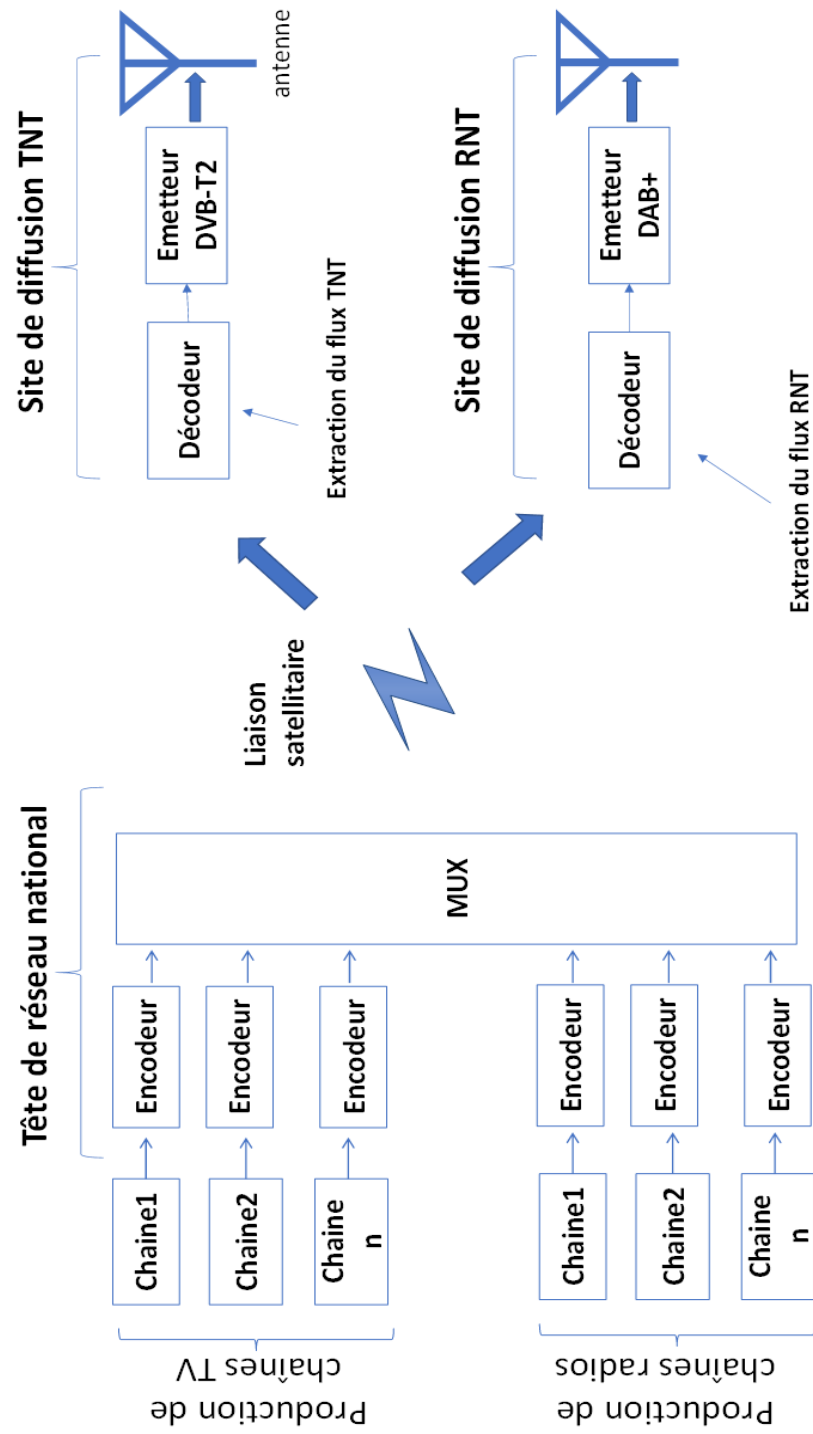 Production de
chaînes TV
Production de
chaînes radios
Tête de réseau national
Chaine1
Encodeur
Chaine2
Encodeur
Chaine
n
Encodeur
Chaine1
Encodeur
Chaine2
Encodeur
Chaine
n
Encodeur
MUX
Liaison
satellitaire
Site de diffusion TNT
Décodeur
Emetteur
DVB-T2
antenne
Extraction du flux TNT
Site de diffusion RNT
Décodeur
Emetteur
DAB+
Extraction du flux RNT